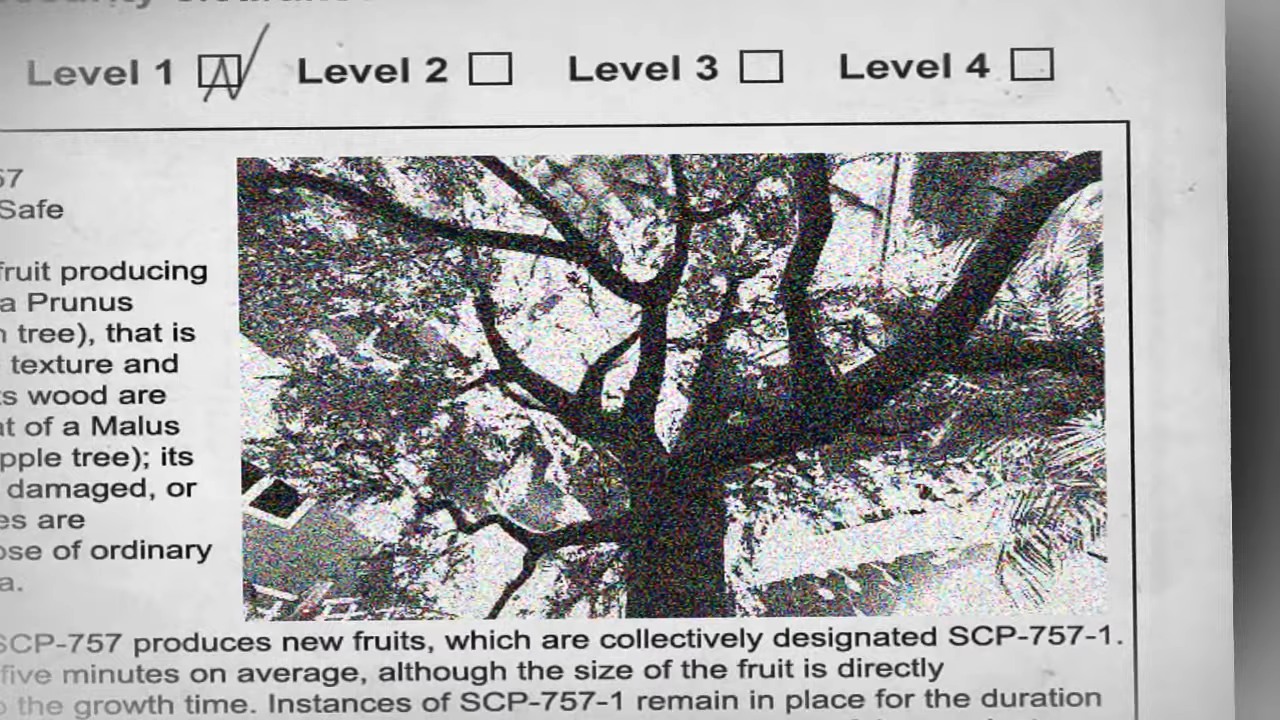 Level 1 Level 2 Level 3 Level 4
57
Safe
fruit producing
a Prunus
tree), that is
texture and
wood are
of a Malus
tree); its
damaged, or
are
of ordinary
a.
SCP-757 produces new fruits, which are collectively designated SCP-757-1.
five minutes on average, although the size of the fruit is directly
the growth time. Instances of SCP-757-1 remain in place for the duration